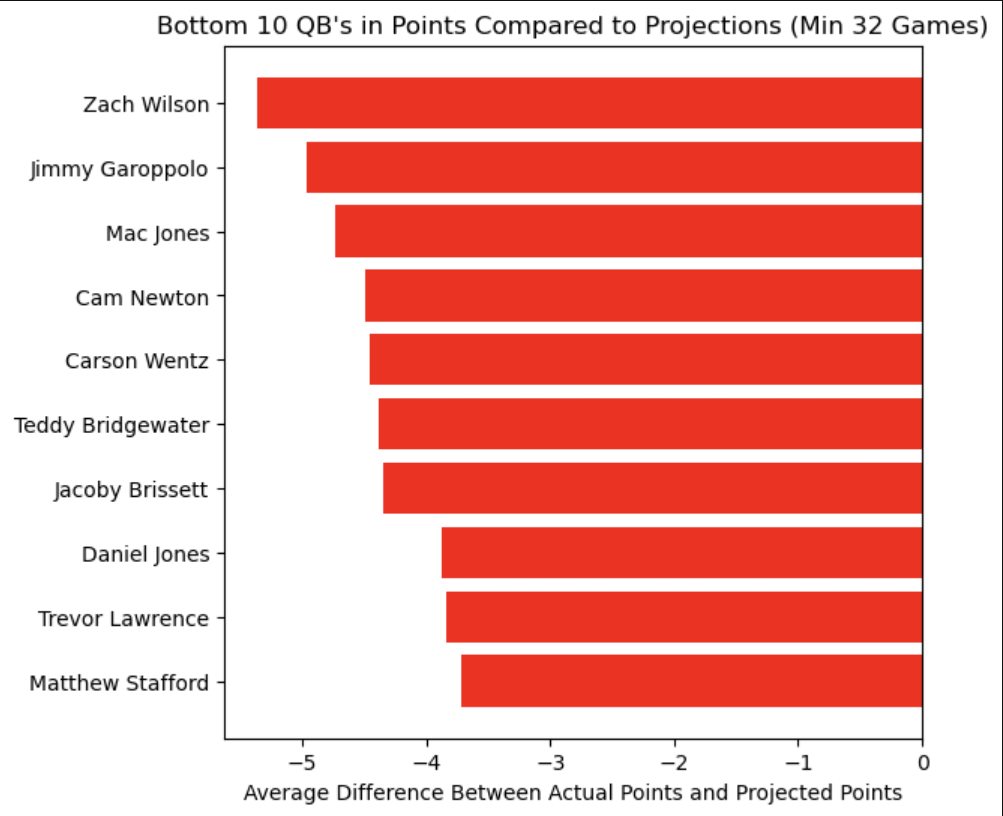 Bottom 10 QB's in Points Compared to Projections (Min 32 Games)
Zach Wilson
Jimmy Garoppolo
Mac Jones
Cam Newton
Carson Wentz
Teddy Bridgewater
Jacoby Brissett
Daniel Jones
Trevor Lawrence
Matthew Stafford
−5 −4 −3 −2 −1 0
Average Difference Between Actual Points and Projected Points